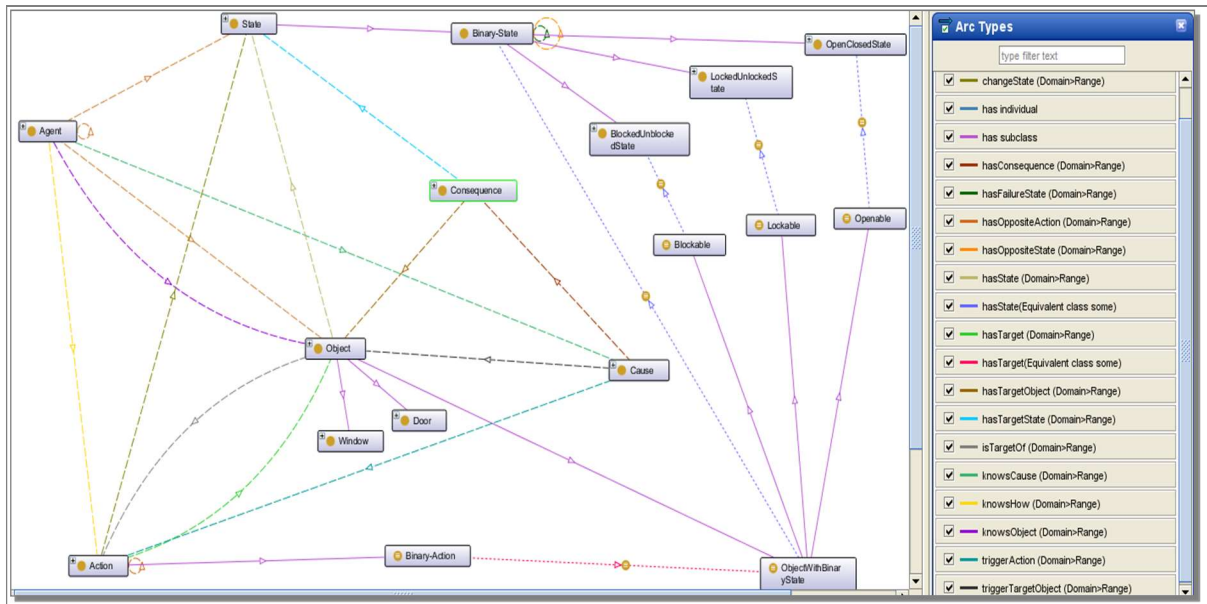 State
Binary-State
OpenClosedState
LockedUnlockedS
tate
Agent
BlockedUnblocke
dState
Consequence
Lockable
Openable
Blockable
Object
Cause
Door
Window
Action
Binary-Action
ObjectWithBinar
yState
Arc Types
type filter text
changeState (Domain>Range)
has individual
has subclass
hasConsequence (Domain>Range)
hasFailureState (Domain>Range)
hasOppositeAction (Domain>Range)
hasOppositeState (Domain>Range)
hasState (Domain>Range)
hasState(Equivalent class some)
hasTarget (Domain>Range)
hasTarget(Equivalent class some)
hasTargetObject (Domain>Range)
hasTargetState (Domain>Range)
isTargetOf (Domain>Range)
knowsCause (Domain>Range)
knowsHow (Domain>Range)
knowsObject (Domain>Range)
triggerAction (Domain>Range)
triggerTargetObject (Domain>Range)